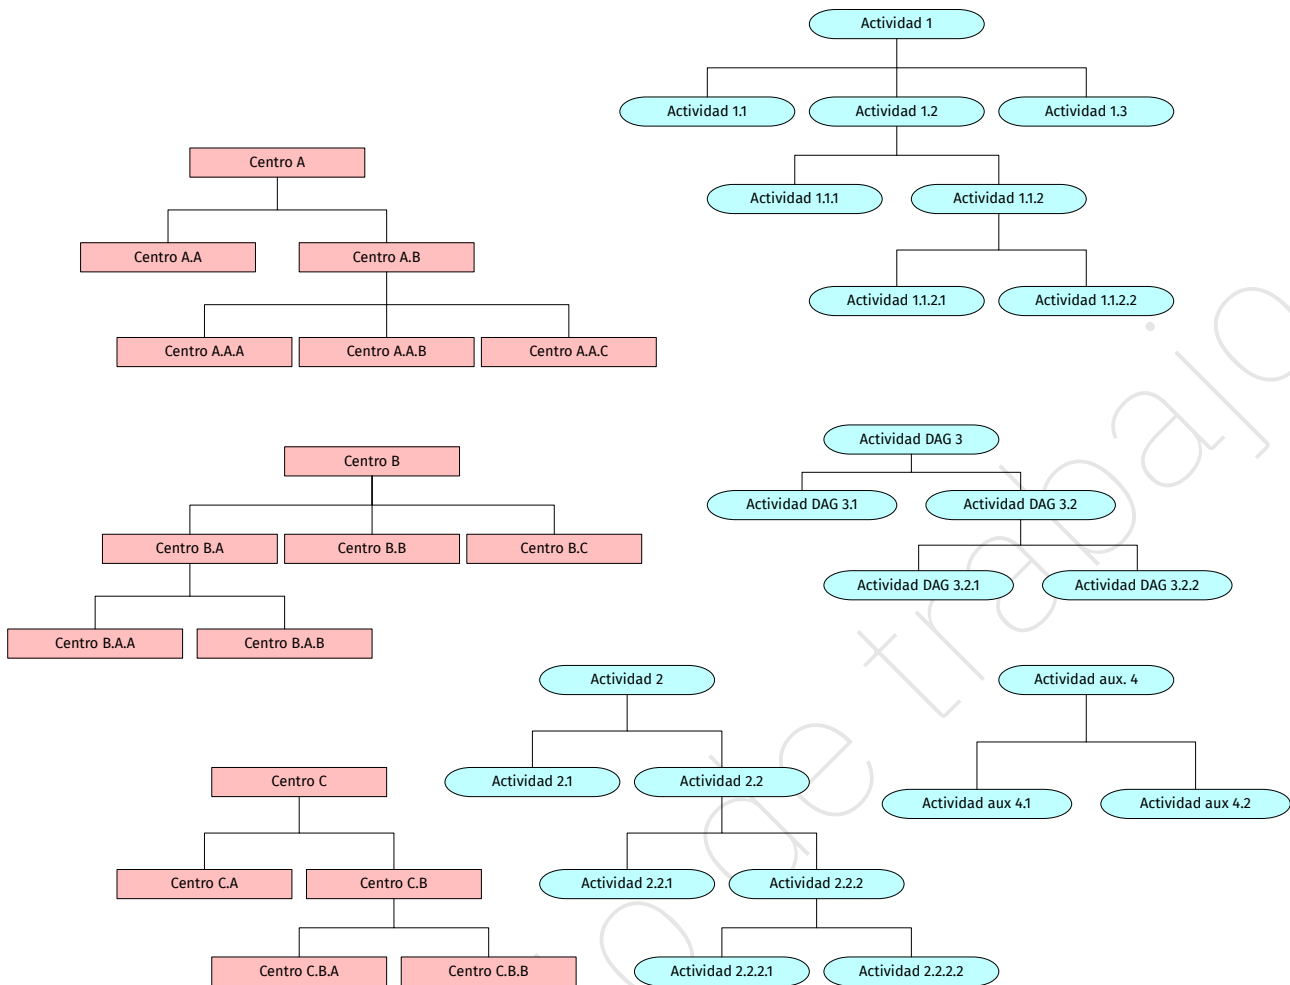 Actividad 1
Actividad 1.1
Actividad 1.2
Actividad 1.3
Centro A
Actividad 1.1.1
Actividad 1.1.2
Centro A.A
Centro A.B
Actividad 1.1.2.1
Actividad 1.1.2.2
Centro A.A.A
Centro A.A.B
Centro A.A.C
Actividad DAG 3
Centro B
Actividad DAG 3.1
Actividad DAG 3.2
Centro B.A
Centro B.B
Centro B.C
Actividad DAG 3.2.1
Actividad DAG 3.2.2
Centro B.A.A
Centro B.A.B
Actividad 2
Actividad aux. 4
Centro C
Actividad 2.1
Actividad 2.2
Actividad aux 4.1
Actividad aux 4.2
Centro C.A
Centro C.B
Actividad 2.2.1
Actividad 2.2.2
Centro C.B.A
Centro C.B.B
Actividad 2.2.2.1
Actividad 2.2.2.2
de trabajo